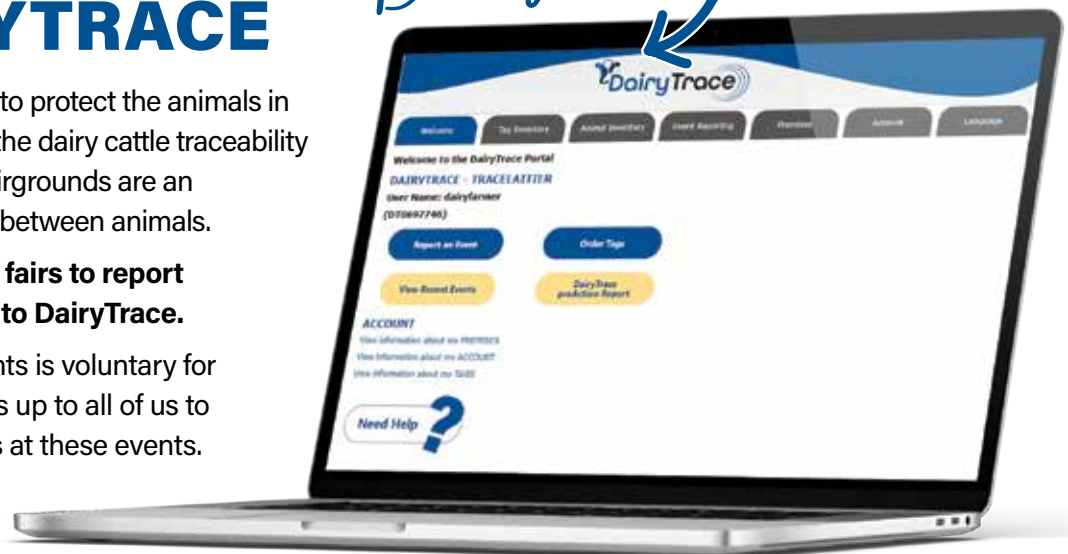 YTRACE
to protect the animals in
the dairy cattle traceability
irgrounds are an
between animals.
fairs to report
to DairyTrace.
nts is voluntary for
s up to all of us to
s at these events.
DairyTrace
Welcome
Tag Inventory
Animal Inventory
Event Reporting
Premises
Account
Language
Welcome to the DairyTrace Portal
DAIRYTRACE - TRACELAITIER
User Name: dairyfarmer
(DT0697746)
Report an Event
Order Tags
View Recent Events
DairyTrace
proAction Report
ACCOUNT
View information about my PREMISES
View information about my ACCOUNT
View information about my TAGS
Need Help
?